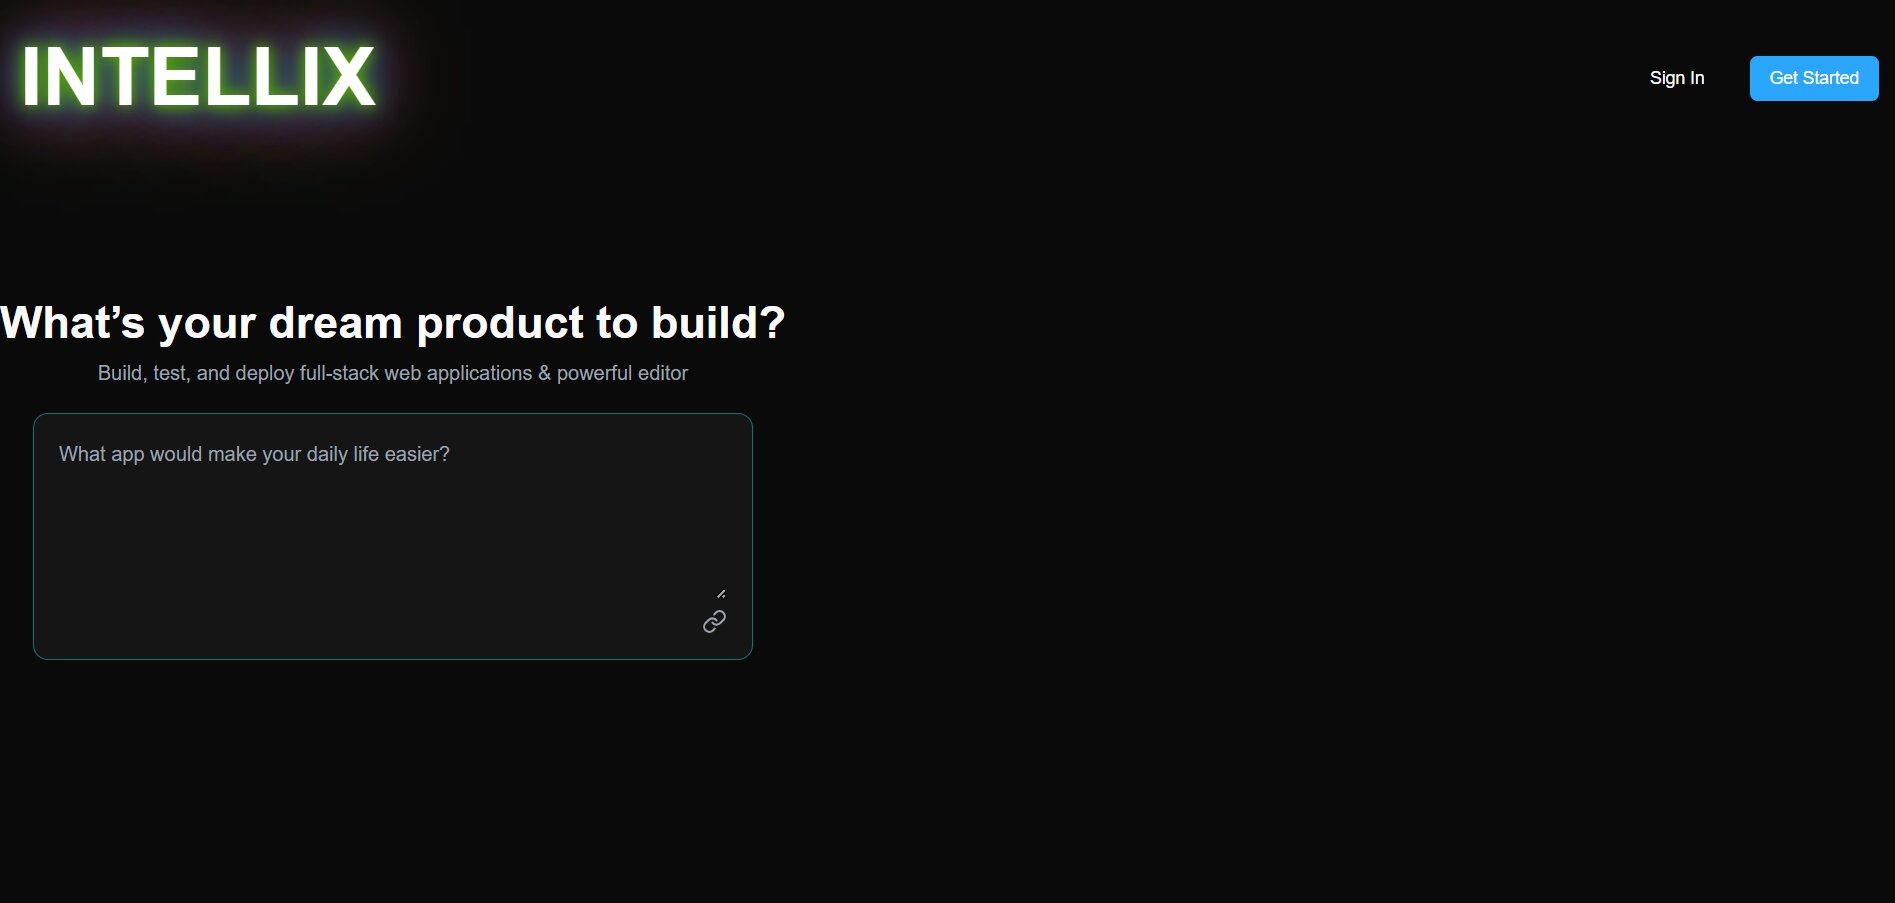 INTELLIX
Sign In
Get Started
What’s your dream product to build?
Build, test, and deploy full-stack web applications & powerful editor
What app would make your daily life easier?